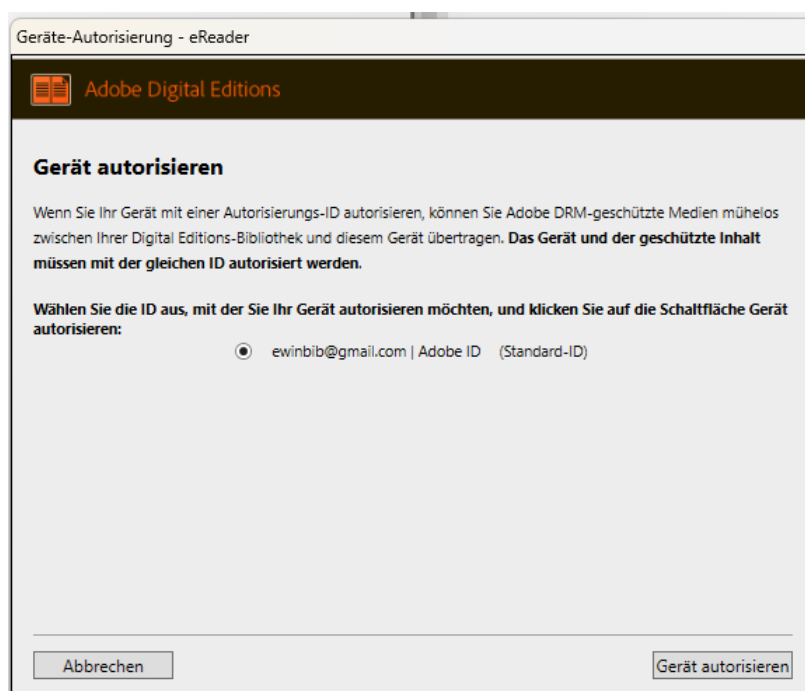 Geräte-Autorisierung - eReader
Adobe Digital Editions
Gerät autorisieren
Wenn Sie Ihr Gerät mit einer Autorisierungs-ID autorisieren, können Sie Adobe DRM-geschützte Medien mühelos
zwischen Ihrer Digital Editions-Bibliothek und diesem Gerät übertragen. Das Gerät und der geschützte Inhalt
müssen mit der gleichen ID autorisiert werden.
Wählen Sie die ID aus, mit der Sie Ihr Gerät autorisieren möchten, und klicken Sie auf die Schaltfläche Gerät
autorisieren:
ewinbib@gmail.com | Adobe ID (Standard-ID)
Abbrechen
Gerät autorisieren